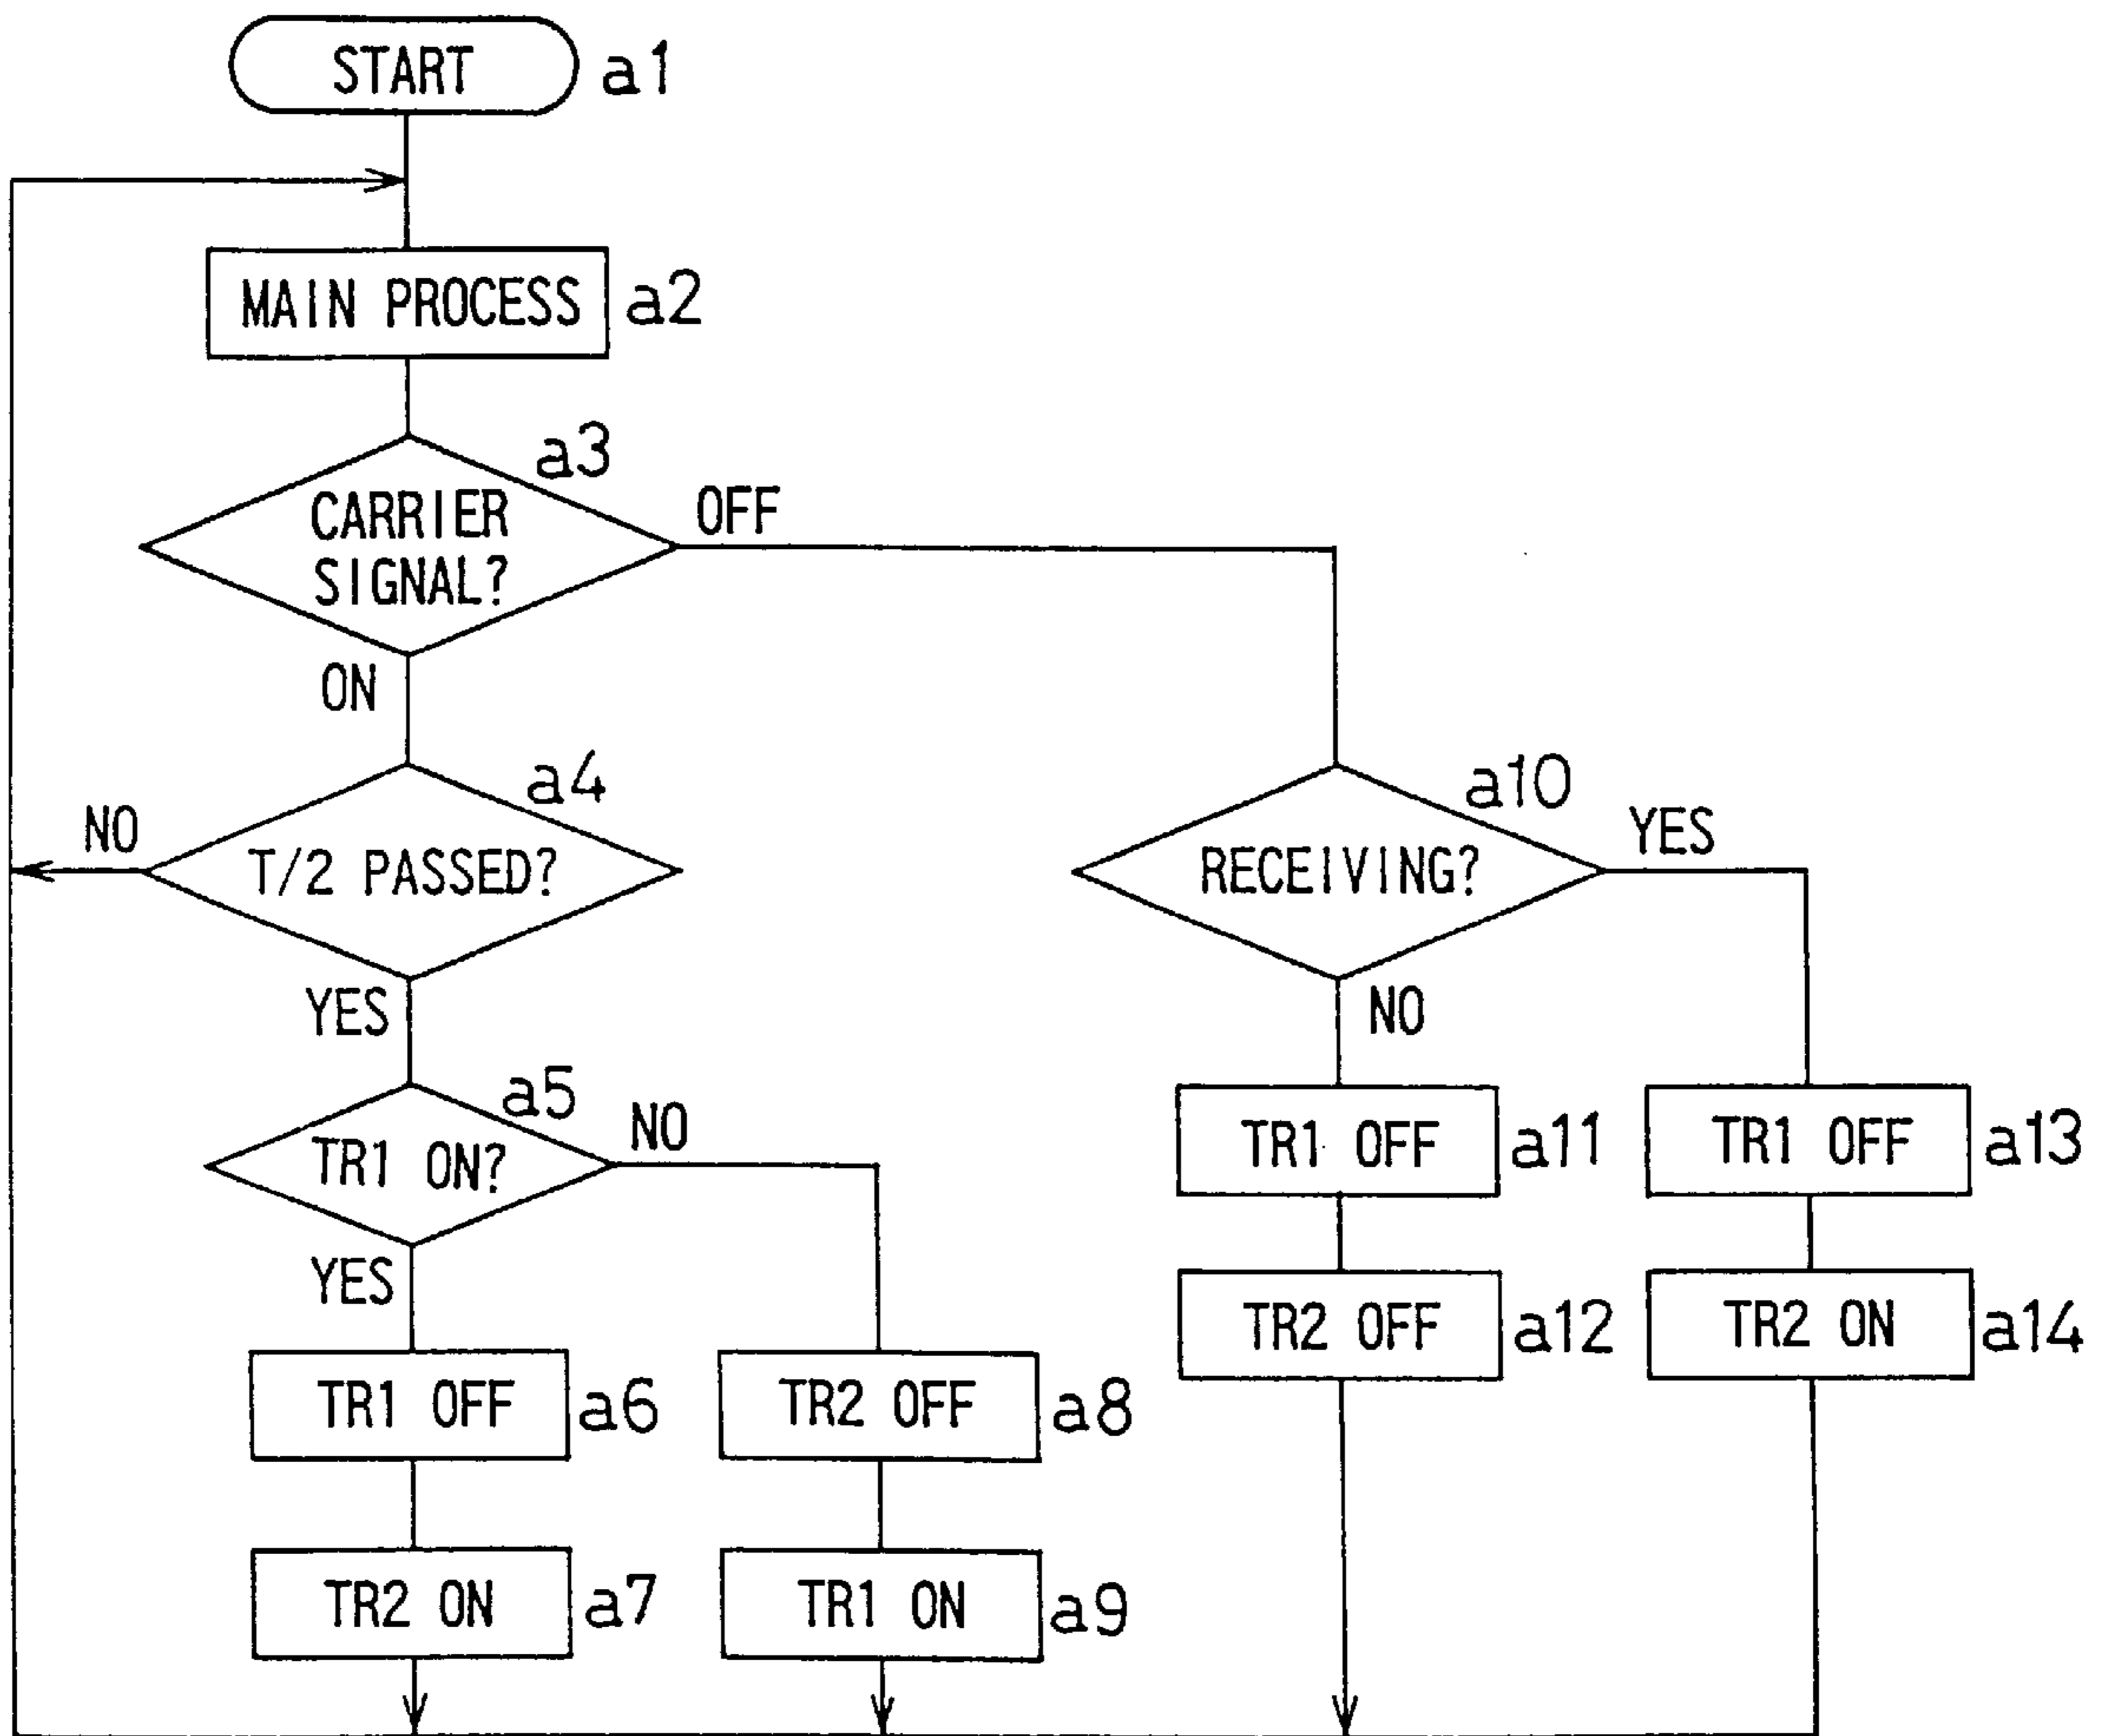 START
a1
MAIN PROCESS
a2
a3
CARRIER
SIGNAL?
OFF
ON
a4
NO
T/2 PASSED?
YES
a10
RECEIVING?
YES
NO
a5
TR1 ON?
NO
YES
TR1 OFF
a11
TR1 OFF
a13
TR2 OFF
a12
TR2 ON
a14
TR1 OFF
a6
TR2 OFF
a8
TR2 ON
a7
TR1 ON
a9